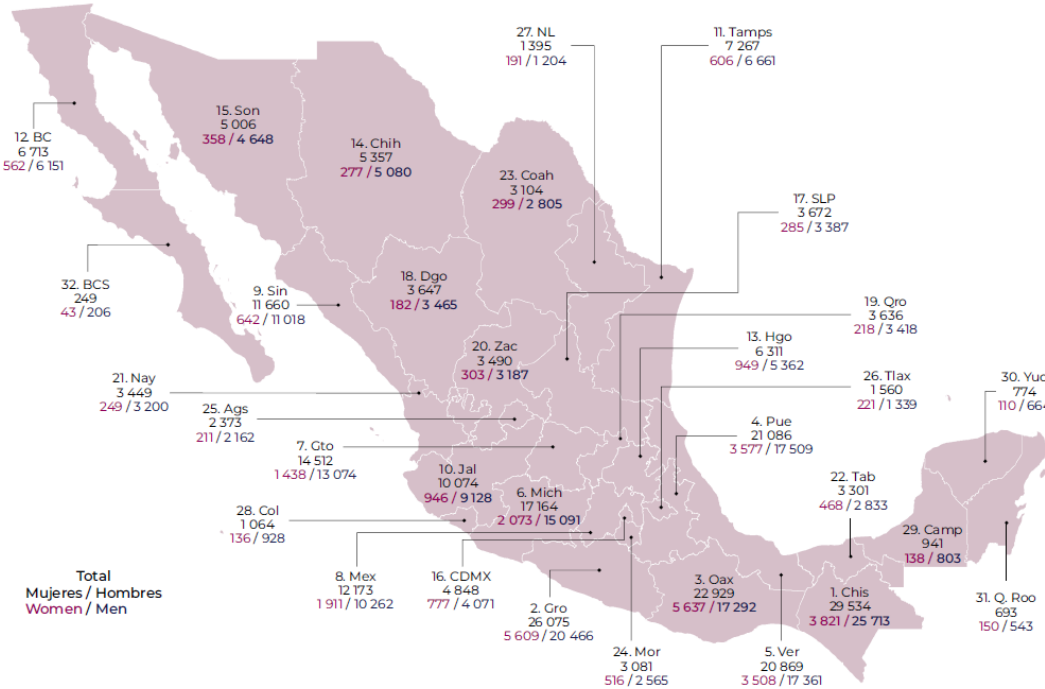 27. NL
1 395
191 / 1 204
11. Tamps
7 267
606 / 6 661
15. Son
5 006
358 / 4 648
12. BC
6 713
562 / 6 151
14. Chih
5 357
277 / 5 080
23. Coah
3 104
299 / 2 805
17. SLP
3 672
285 / 3 387
32. BCS
249
43 / 206
9. Sin
11 660
642 / 11 018
18. Dgo
3 647
182 / 3 465
19. Qro
3 636
218 / 3 418
13. Hgo
6 311
949 / 5 362
20. Zac
3 490
303 / 3 187
21. Nay
3 449
249 / 3 200
26. Tlax
1 560
221 / 1 339
30. Yuc
774
110 / 664
25. Ags
2 373
211 / 2 162
4. Pue
21 086
3 577 / 17 509
7. Gto
14 512
1 438 / 13 074
10. Jal
10 074
946 / 9 128
6. Mich
17 164
2 073 / 15 091
22. Tab
3 301
468 / 2 833
28. Col
1 064
136 / 928
29. Camp
941
138 / 803
Total
Mujeres / Hombres
Women / Men
8. Mex
12 173
1 911 / 10 262
16. CDMX
4 848
777 / 4 071
2. Gro
26 075
5 609 / 20 466
3. Oax
22 929
5 637 / 17 292
1. Chis
29 534
3 821 / 25 713
31. Q. Roo
693
150 / 543
24. Mor
3 081
516 / 2 565
5. Ver
20 869
3 508 / 17 361